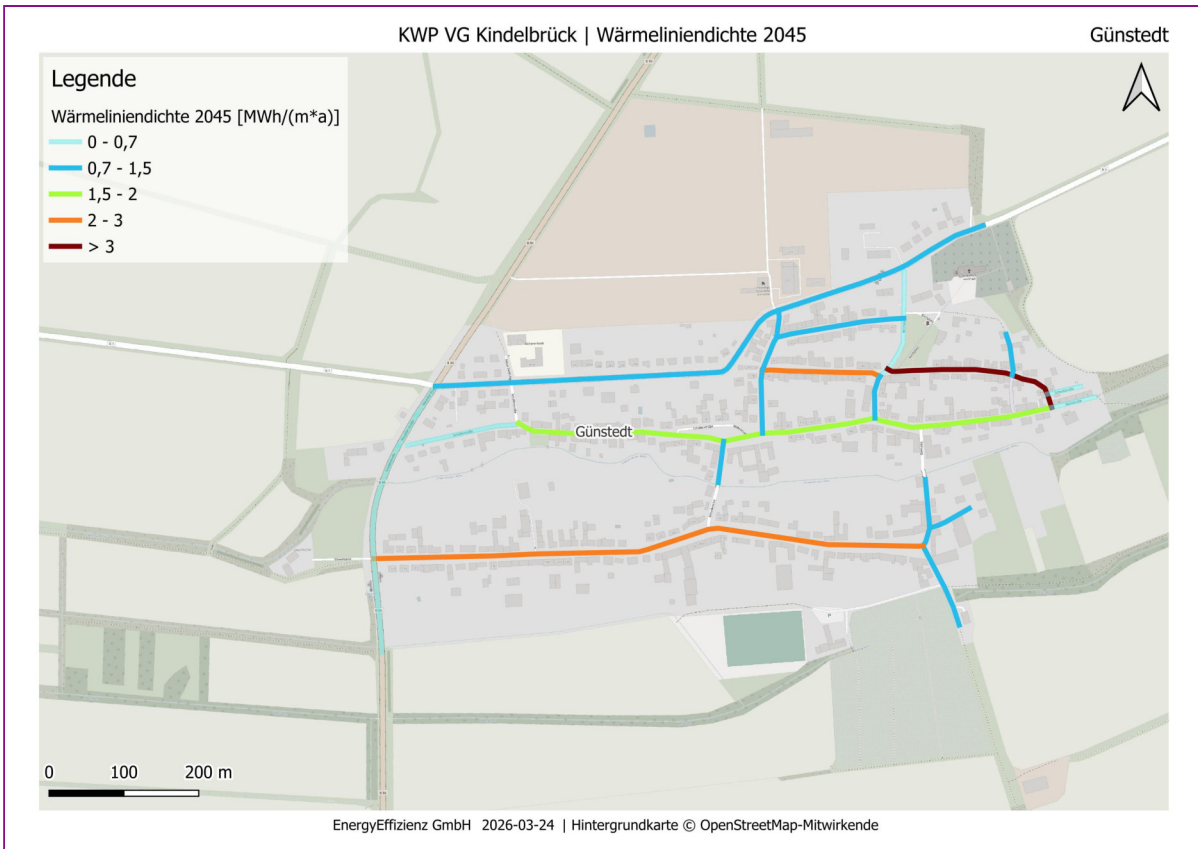 KWP VG Kindelbrück | Wärmeliniendichte 2045
Günstedt
Legende
Wärmeliniendichte 2045 [MWh/(m*a)]
0 - 0,7
0,7 - 1,5
1,5 - 2
2 - 3
> 3
Günstedt
0 100 200 m
EnergyEffizienz GmbH 2026-03-24 | Hintergrundkarte © OpenStreetMap-Mitwirkende